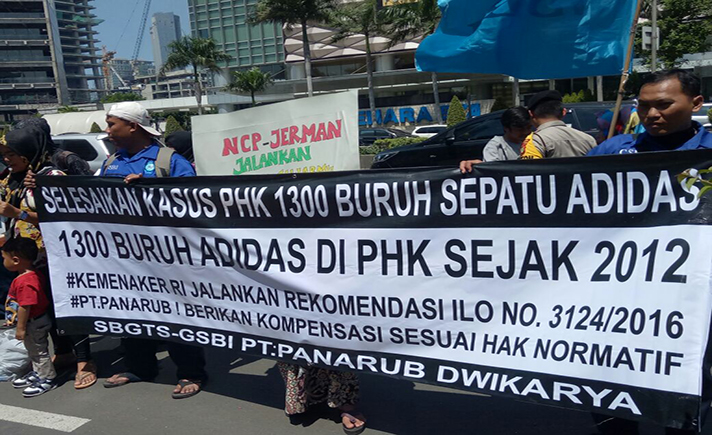 NCP-JERMAN
JALANKAN
SELESAIKAN KASUS PHK 1300 BURUH SEPATU ADIDAS
1300 BURUH ADIDAS DI PHK SEJAK 2012
#KEMENAKER RI JALANKAN REKOMENDASI ILO NO. 3124/2016
#PT.PANARUB ! BERIKAN KOMPENSASI SESUAI HAK NORMATIF
SBGTS-GSBI PT.PANARUB DWIKARYA